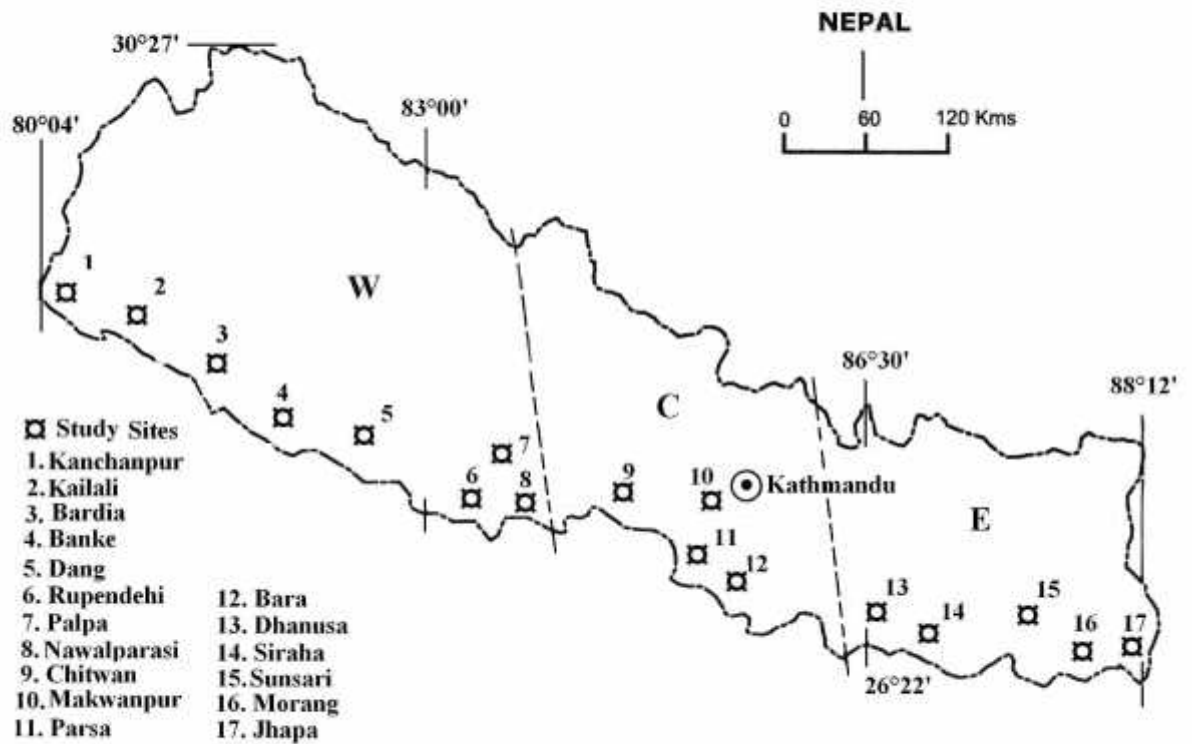 NEPAL
30°27'
80°04'
83°00'
0 60 120 Kms
1
2
W
3
86°30'
88°12'
C
4
5
Study Sites
7
6
8
9
10
Kathmandu
E
11
12
13
14
15
16
17
26°22'
1. Kanchanpur
2. Kailali
3. Bardia
4. Banke
5. Dang
6. Rupendehi
7. Palpa
8. Nawalparasi
9. Chitwan
10. Makwanpur
11. Parsa
12. Bara
13. Dhanusa
14. Siraha
15. Sunsari
16. Morang
17. Jhapa